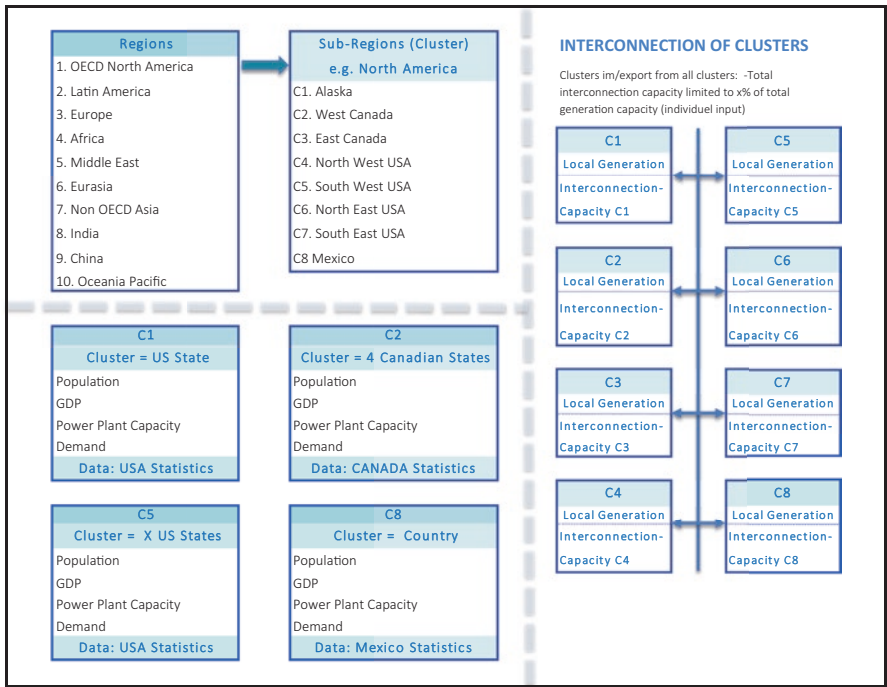 Regions
1. OECD North America
2. Latin America
3. Europe
4. Africa
5. Middle East
6. Eurasia
7. Non OECD Asia
8. India
9. China
10. Oceania Pacific
Sub-Regions (Cluster)
e.g. North America
C1. Alaska
C2. West Canada
C3. East Canada
C4. North West USA
C5. South West USA
C6. North East USA
C7. South East USA
C8 Mexico
C1
Cluster = US State
Population
GDP
Power Plant Capacity
Demand
Data: USA Statistics
C2
Cluster = 4 Canadian States
Population
GDP
Power Plant Capacity
Demand
Data: CANADA Statistics
C5
Cluster = X US States
Population
GDP
Power Plant Capacity
Demand
Data: USA Statistics
C8
Cluster = Country
Population
GDP
Power Plant Capacity
Demand
Data: Mexico Statistics
INTERCONNECTION OF CLUSTERS
Clusters im/export from all clusters: -Total
interconnection capacity limited to x% of total
generation capacity (individuel input)
C1
Local Generation
Interconnection-
Capacity C1
C5
Local Generation
Interconnection-
Capacity C5
C2
Local Generation
Interconnection-
Capacity C2
C6
Local Generation
Interconnection-
Capacity C6
C3
Local Generation
Interconnection-
Capacity C3
C7
Local Generation
Interconnection-
Capacity C7
C4
Local Generation
Interconnection-
Capacity C4
C8
Local Generation
Interconnection-
Capacity C8